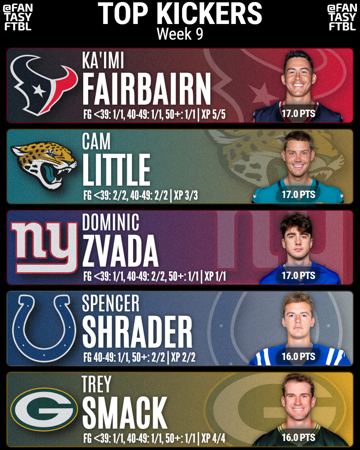 @FAN
TASY
FTBL
TOP KICKERS
Week 9
@FAN
TASY
FTBL
KA'IMI
FAIRBAIRN
FG <39: 1/1, 40-49: 1/1, 50+: 1/1 | XP 5/5
17.0 PTS
CAM
LITTLE
FG <39: 2/2, 40-49: 2/2 | XP 3/3
17.0 PTS
ny
DOMINIC
ZVADA
FG <39: 1/1, 40-49: 2/2, 50+: 1/1 | XP 1/1
17.0 PTS
SPENCER
SHRADER
FG 40-49: 1/1, 50+: 2/2 | XP 2/2
16.0 PTS
G
TREY
SMACK
FG <39: 1/1, 40-49: 1/1, 50+: 1/1 | XP 4/4
16.0 PTS